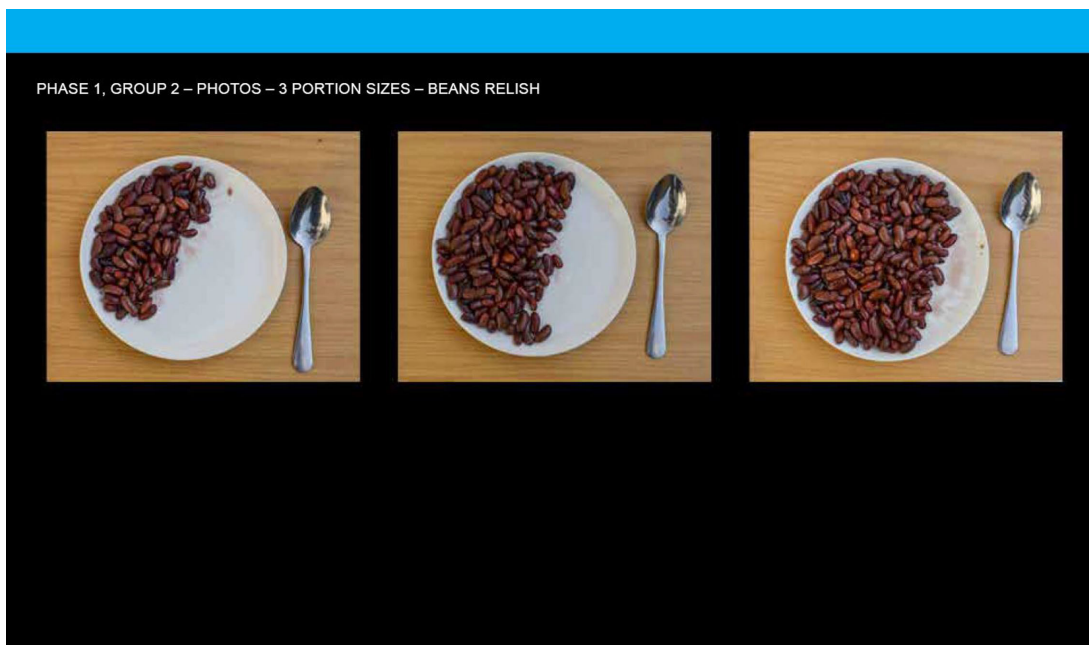 PHASE 1, GROUP 2 – PHOTOS – 3 PORTION SIZES – BEANS RELISH